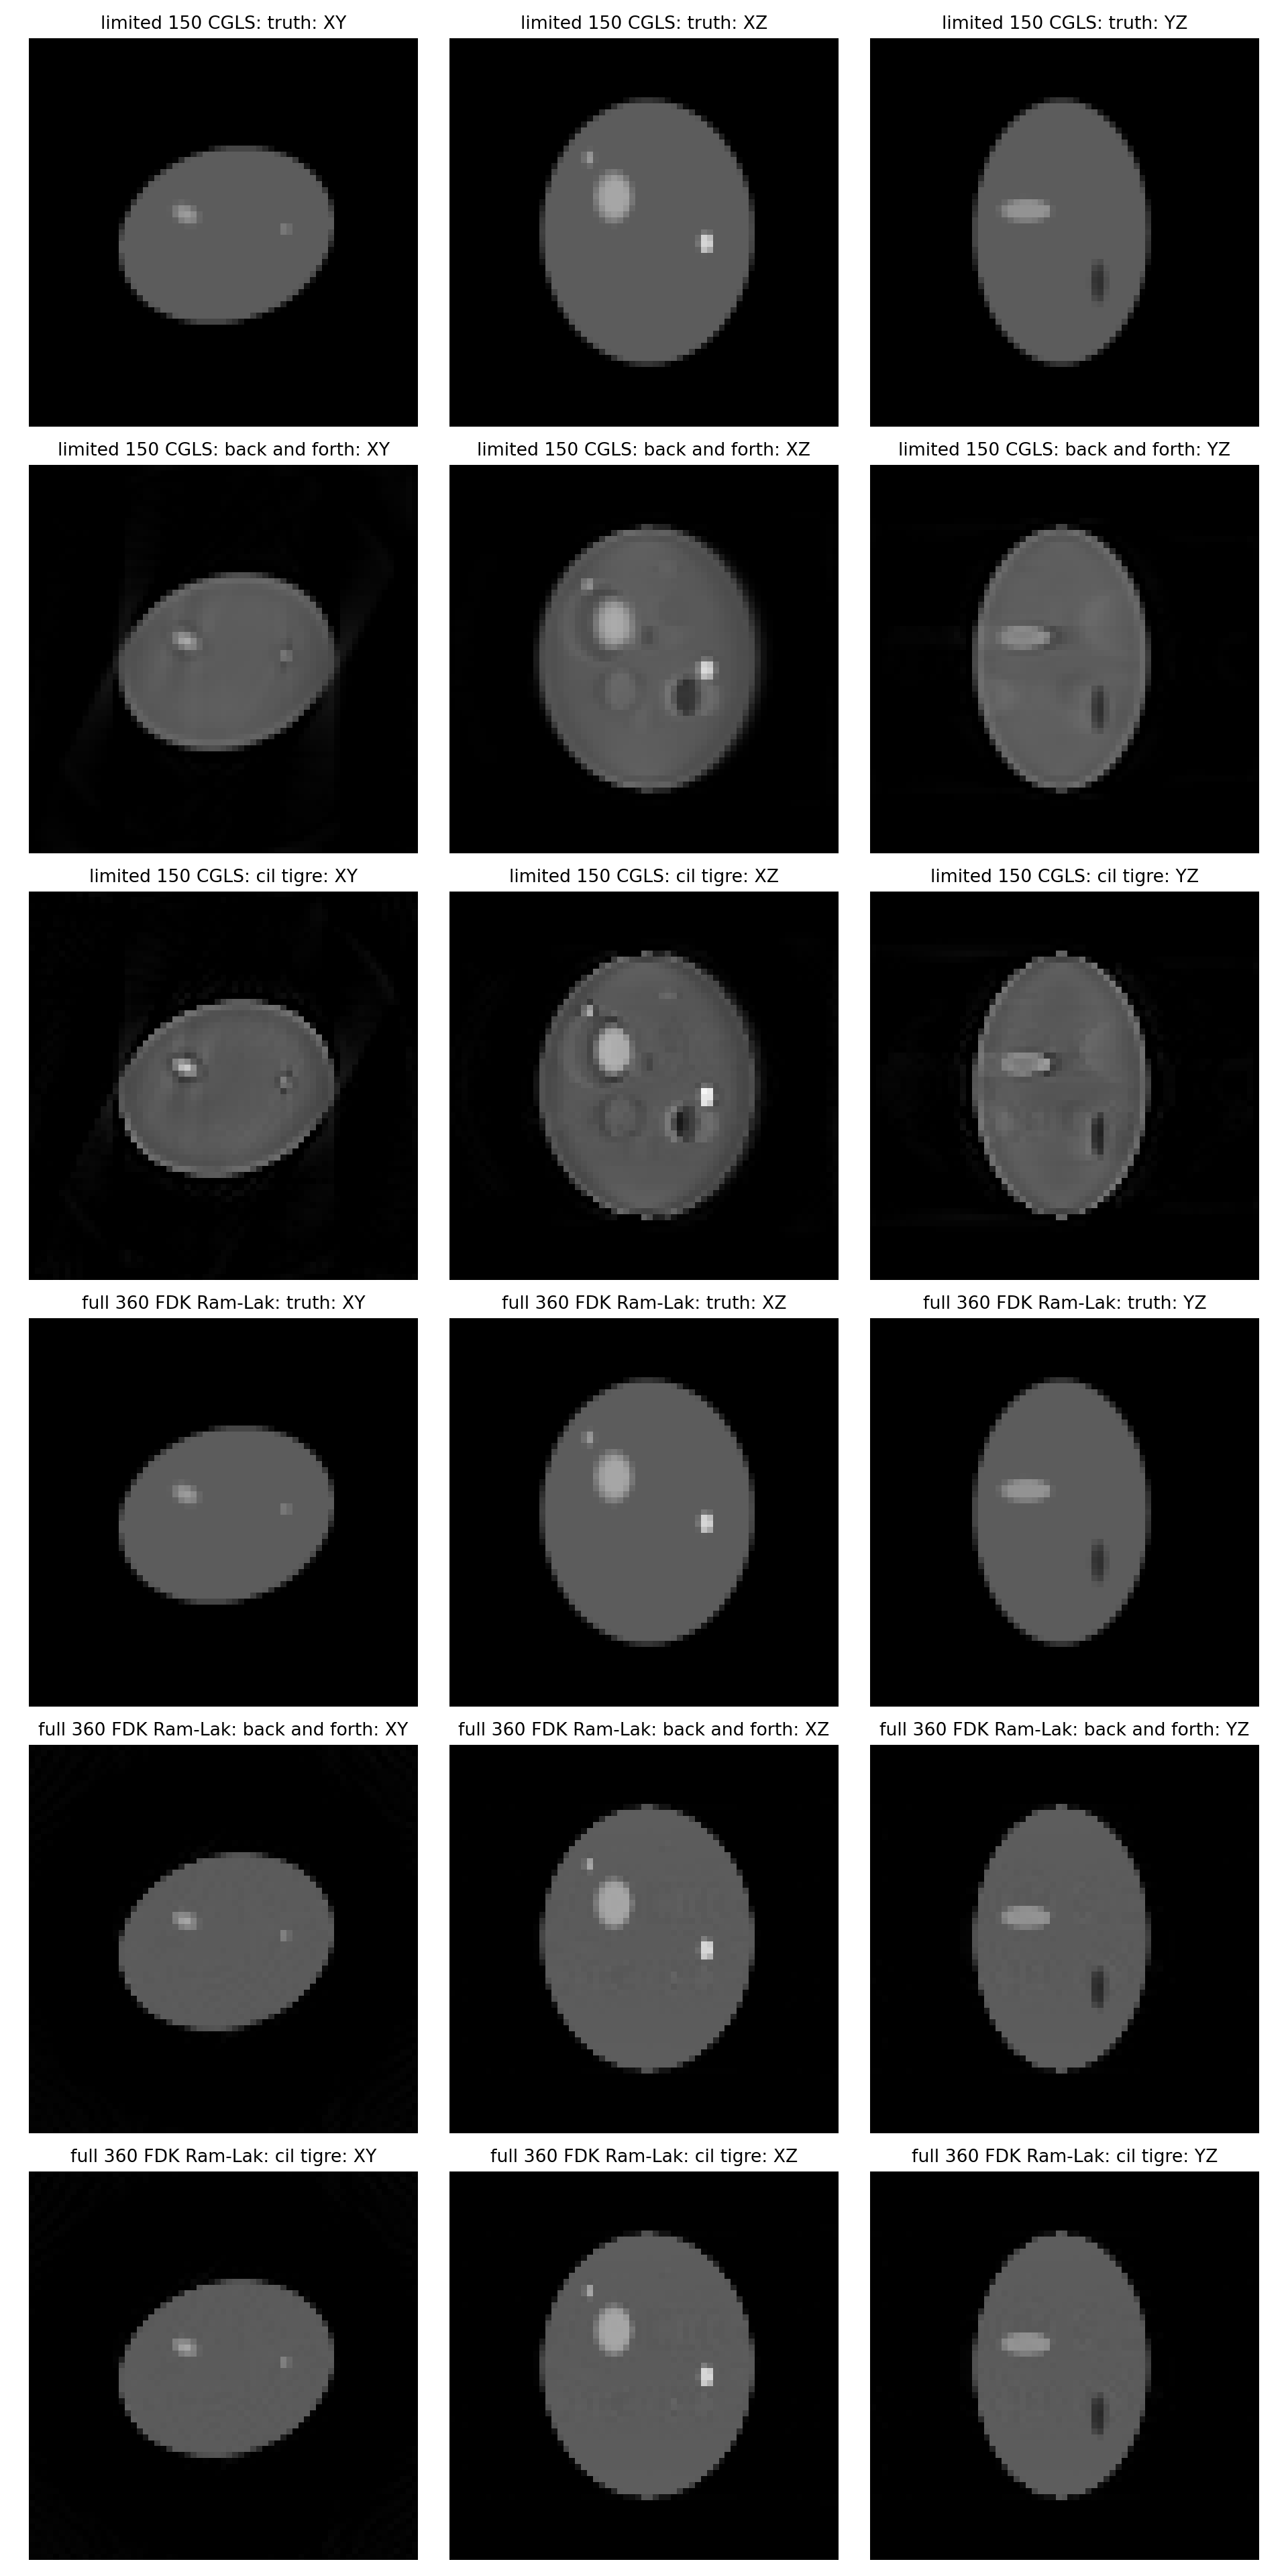 limited 150 CGLS: truth: XY
limited 150 CGLS: truth: XZ
limited 150 CGLS: truth: YZ
limited 150 CGLS: back and forth: XY
limited 150 CGLS: back and forth: XZ
limited 150 CGLS: back and forth: YZ
limited 150 CGLS: cil tigre: XY
limited 150 CGLS: cil tigre: XZ
limited 150 CGLS: cil tigre: YZ
full 360 FDK Ram-Lak: truth: XY
full 360 FDK Ram-Lak: truth: XZ
full 360 FDK Ram-Lak: truth: YZ
full 360 FDK Ram-Lak: back and forth: XY
full 360 FDK Ram-Lak: back and forth: XZ
full 360 FDK Ram-Lak: back and forth: YZ
full 360 FDK Ram-Lak: cil tigre: XY
full 360 FDK Ram-Lak: cil tigre: XZ
full 360 FDK Ram-Lak: cil tigre: YZ